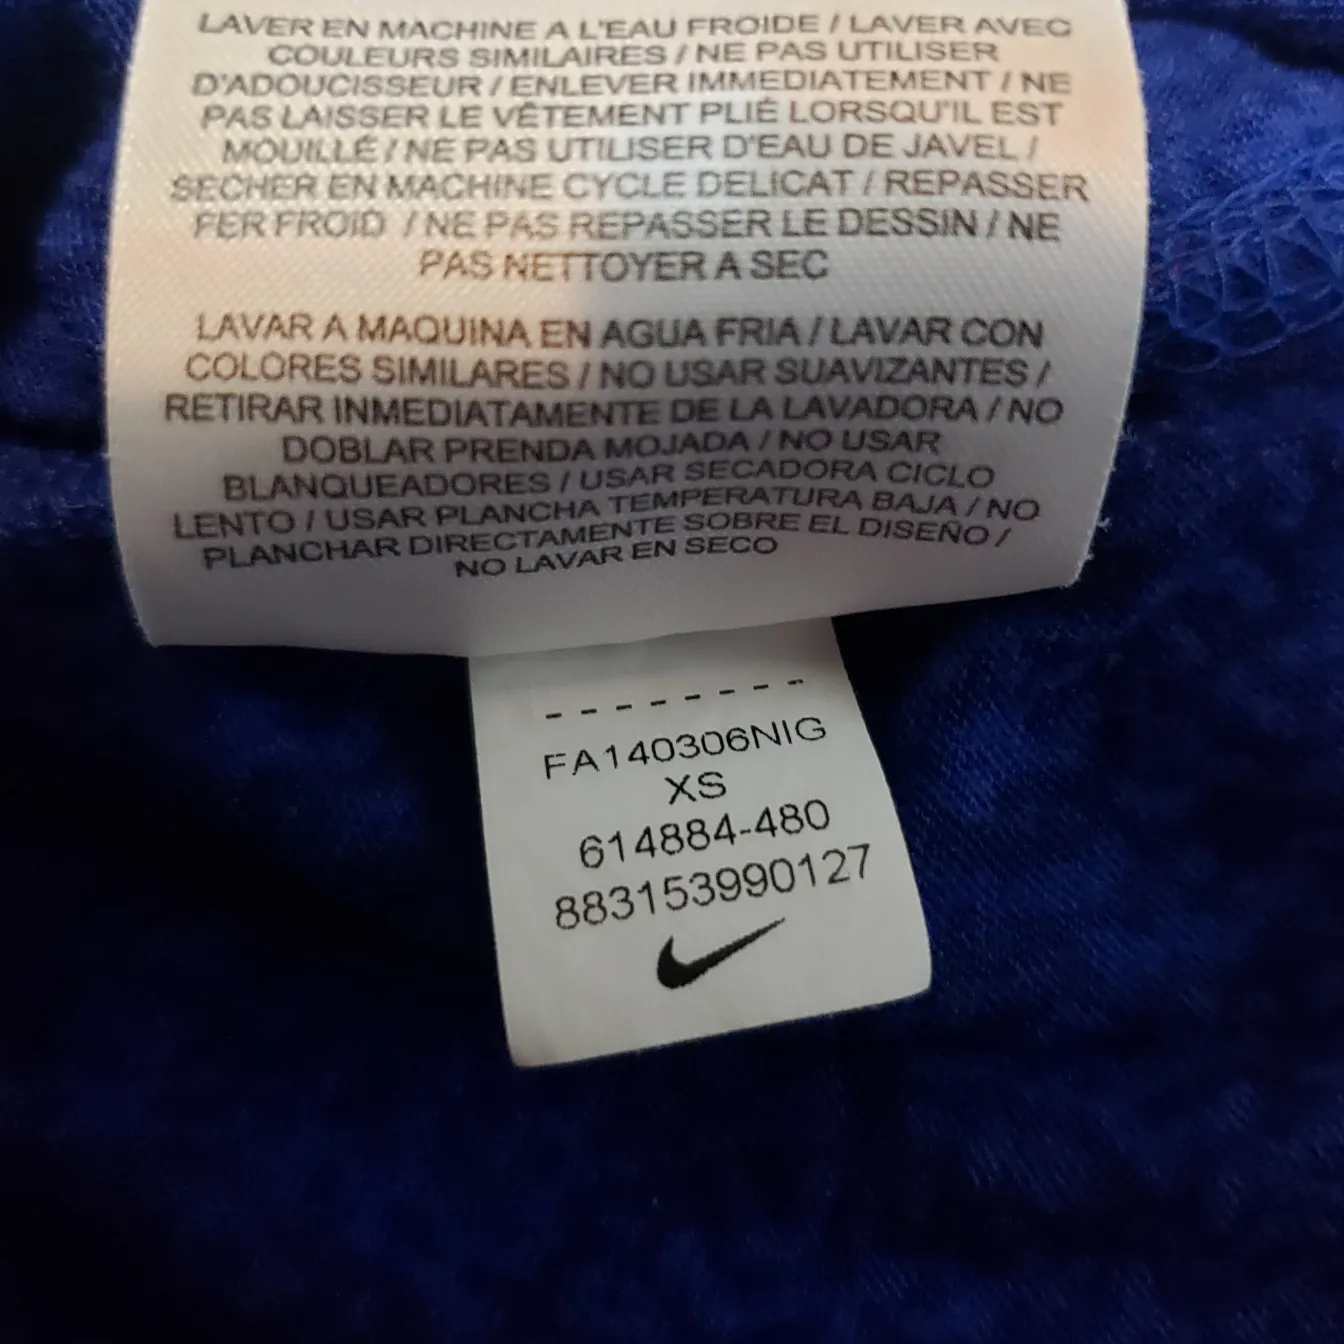 LAVER EN MACHINE A L'EAU FROIDE / LAVER AVEC
COULEURS SIMILAIRES / NE PAS UTILISER
D'ADOUCISSEUR / ENLEVER IMMEDIATEMENT / NE
PAS LAISSER LE VÊTEMENT PLIÉ LORSQU'IL EST
MOUILLÉ / NE PAS UTILISER D'EAU DE JAVEL /
SECHER EN MACHINE CYCLE DELICAT / REPASSER
FER FROID / NE PAS REPASSER LE DESSIN / NE
PAS NETTOYER A SEC
LAVAR A MAQUINA EN AGUA FRIA / LAVAR CON
COLORES SIMILARES / NO USAR SUAVIZANTES /
RETIRAR INMEDIATAMENTE DE LA LAVADORA / NO
DOBLAR PRENDA MOJADA / NO USAR
BLANQUEADORES / USAR SECADORA CICLO
LENTO / USAR PLANCHA TEMPERATURA BAJA / NO
PLANCHAR DIRECTAMENTE SOBRE EL DISEÑO /
NO LAVAR EN SECO
FA140306NIG
XS
614884-480
883153990127